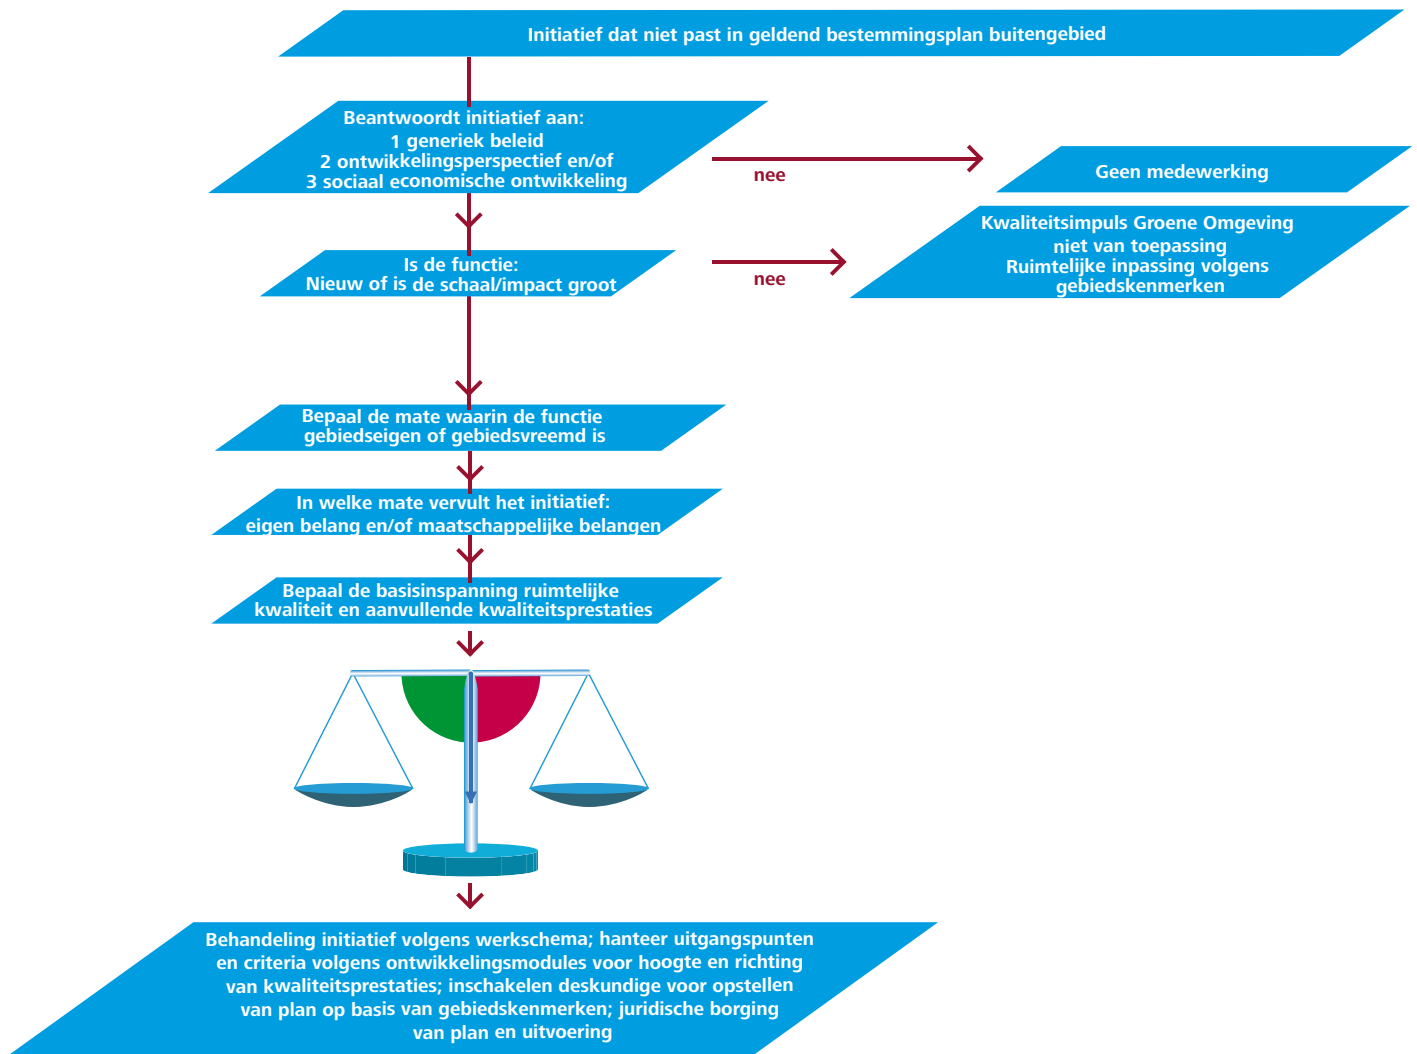 Initiatief dat niet past in geldend bestemmingsplan buitengebied
Beantwoordt initiatief aan:
1 generiek beleid
2 ontwikkelingsperspectief en/of
3 sociaal economische ontwikkeling
nee
Geen medewerking
Is de functie:
Nieuw of is de schaal/impact groot
nee
Kwaliteitsimpuls Groene Omgeving
niet van toepassing
Ruimtelijke inpassing volgens
gebiedskenmerken
Bepaal de mate waarin de functie
gebiedseigen of gebiedsvreemd is
In welke mate vervult het initiatief:
eigen belang en/of maatschappelijke belangen
Bepaal de basisinspanning ruimtelijke
kwaliteit en aanvullende kwaliteitsprestaties
Behandeling initiatief volgens werkschema; hanteer uitgangspunten
en criteria volgens ontwikkelingsmodules voor hoogte en richting
van kwaliteitsprestaties; inschakelen deskundige voor opstellen
van plan op basis van gebiedskenmerken; juridische borging
van plan en uitvoering